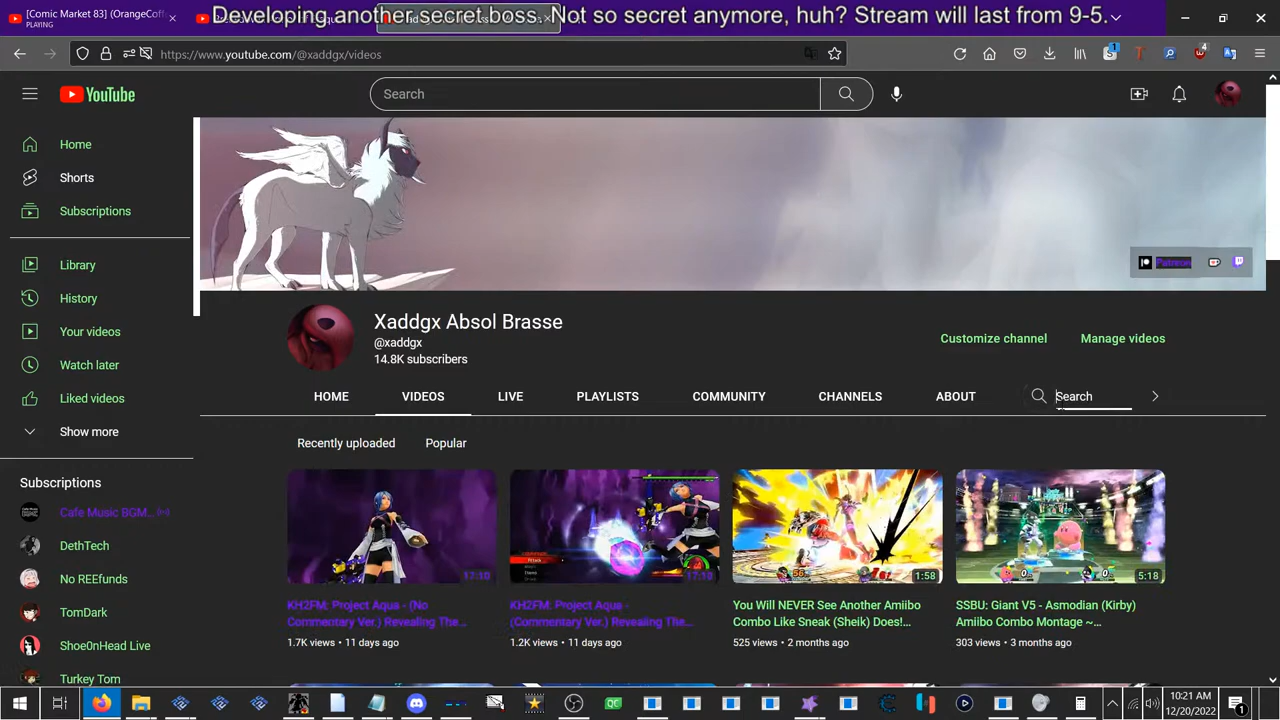 [Comic Market 83] (OrangeCoff
PLAYING
Developing another secret boss. Not so secret anymore, huh? Stream will last from 9-5.
https://www.youtube.com/@xaddgx/videos
1
4
YouTube
Search
Home
Shorts
Subscriptions
Library
History
Your videos
Watch later
Liked videos
Show more
Subscriptions
Cafe Music BGM...
DethTech
No REEfunds
TomDark
Shoe0nHead Live
Turkey Tom
Patreon
Xaddgx Absol Brasse
@xaddgx
14.8K subscribers
Customize channel
Manage videos
HOME
VIDEOS
LIVE
PLAYLISTS
COMMUNITY
CHANNELS
ABOUT
Search
Recently uploaded
Popular
17:10
17:10
1:58
5:18
KH2FM: Project Aqua - (No
Commentary Ver.) Revealing The...
1.7K views • 11 days ago
KH2FM: Project Aqua -
(Commentary Ver.) Revealing The...
1.2K views • 11 days ago
You Will NEVER See Another Amiibo
Combo Like Sneak (Sheik) Does!...
525 views • 2 months ago
SSBU: Giant V5 - Asmodian (Kirby)
Amiibo Combo Montage ~...
303 views • 3 months ago
10:21 AM
12/20/2022
1